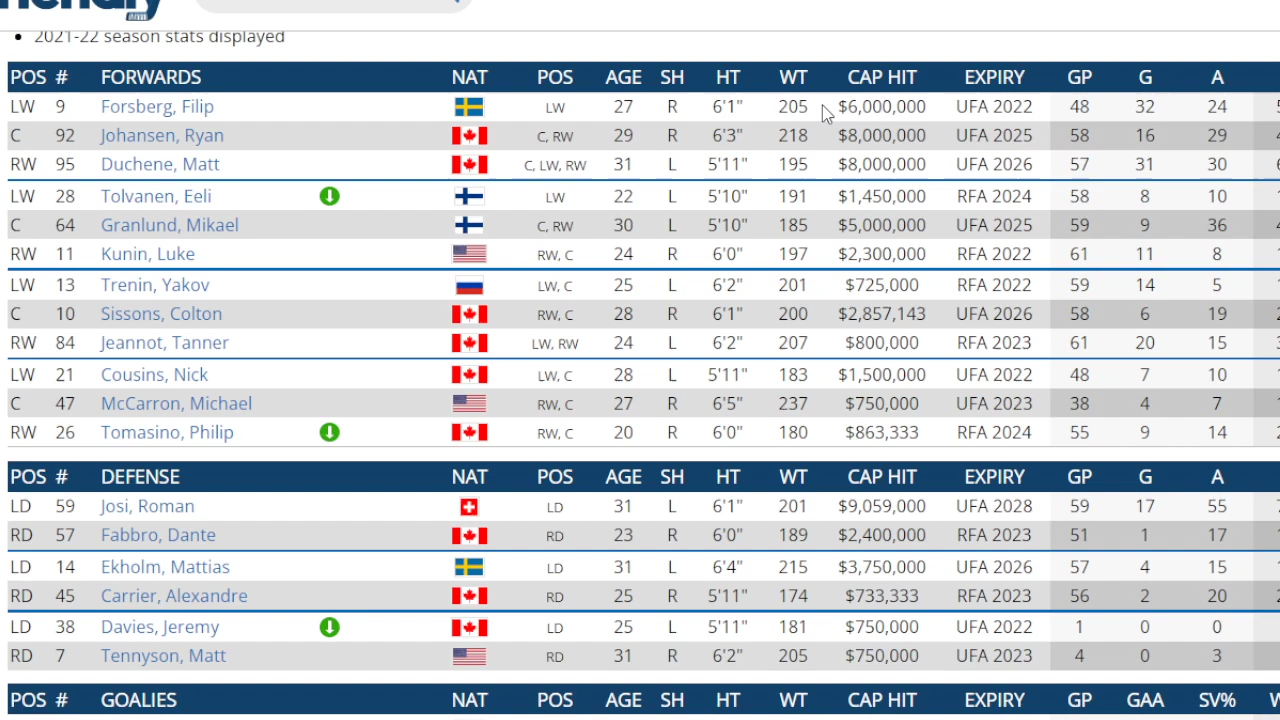 2021-22 season stats displayed
POS # FORWARDS NAT POS AGE SH HT WT CAP HIT EXPIRY GP G A
LW 9 Forsberg, Filip LW 27 R 6'1" 205 $6,000,000 UFA 2022 48 32 24
C 92 Johansen, Ryan C, RW 29 R 6'3" 218 $8,000,000 UFA 2025 58 16 29
RW 95 Duchene, Matt C, LW, RW 31 L 5'11" 195 $8,000,000 UFA 2026 57 31 30
LW 28 Tolvanen, Eeli LW 22 L 5'10" 191 $1,450,000 RFA 2024 58 8 10
C 64 Granlund, Mikael C, RW 30 L 5'10" 185 $5,000,000 UFA 2025 59 9 36
RW 11 Kunin, Luke RW, C 24 R 6'0" 197 $2,300,000 RFA 2022 61 11 8
LW 13 Trenin, Yakov LW, C 25 L 6'2" 201 $725,000 RFA 2022 59 14 5
C 10 Sissons, Colton RW, C 28 R 6'1" 200 $2,857,143 UFA 2026 58 6 19
RW 84 Jeannot, Tanner LW, RW 24 L 6'2" 207 $800,000 RFA 2023 61 20 15
LW 21 Cousins, Nick LW, C 28 L 5'11" 183 $1,500,000 UFA 2022 48 7 10
C 47 McCarron, Michael RW, C 27 R 6'5" 237 $750,000 UFA 2023 38 4 7
RW 26 Tomasino, Philip RW, C 20 R 6'0" 180 $863,333 RFA 2024 55 9 14
POS # DEFENSE NAT POS AGE SH HT WT CAP HIT EXPIRY GP G A
LD 59 Josi, Roman LD 31 L 6'1" 201 $9,059,000 UFA 2028 59 17 55
RD 57 Fabbro, Dante RD 23 R 6'0" 189 $2,400,000 RFA 2023 51 1 17
LD 14 Ekholm, Mattias LD 31 L 6'4" 215 $3,750,000 UFA 2026 57 4 15
RD 45 Carrier, Alexandre RD 25 R 5'11" 174 $733,333 RFA 2023 56 2 20
LD 38 Davies, Jeremy LD 25 L 5'11" 181 $750,000 UFA 2022 1 0 0
RD 7 Tennyson, Matt RD 31 R 6'2" 205 $750,000 UFA 2023 4 0 3
POS # GOALIES NAT POS AGE SH HT WT CAP HIT EXPIRY GP GAA SV%